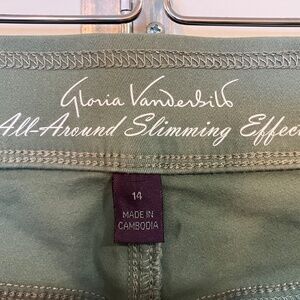 Gloria Vanderbilt
All-Around Slimming Effect
14
MADE IN
CAMBODIA